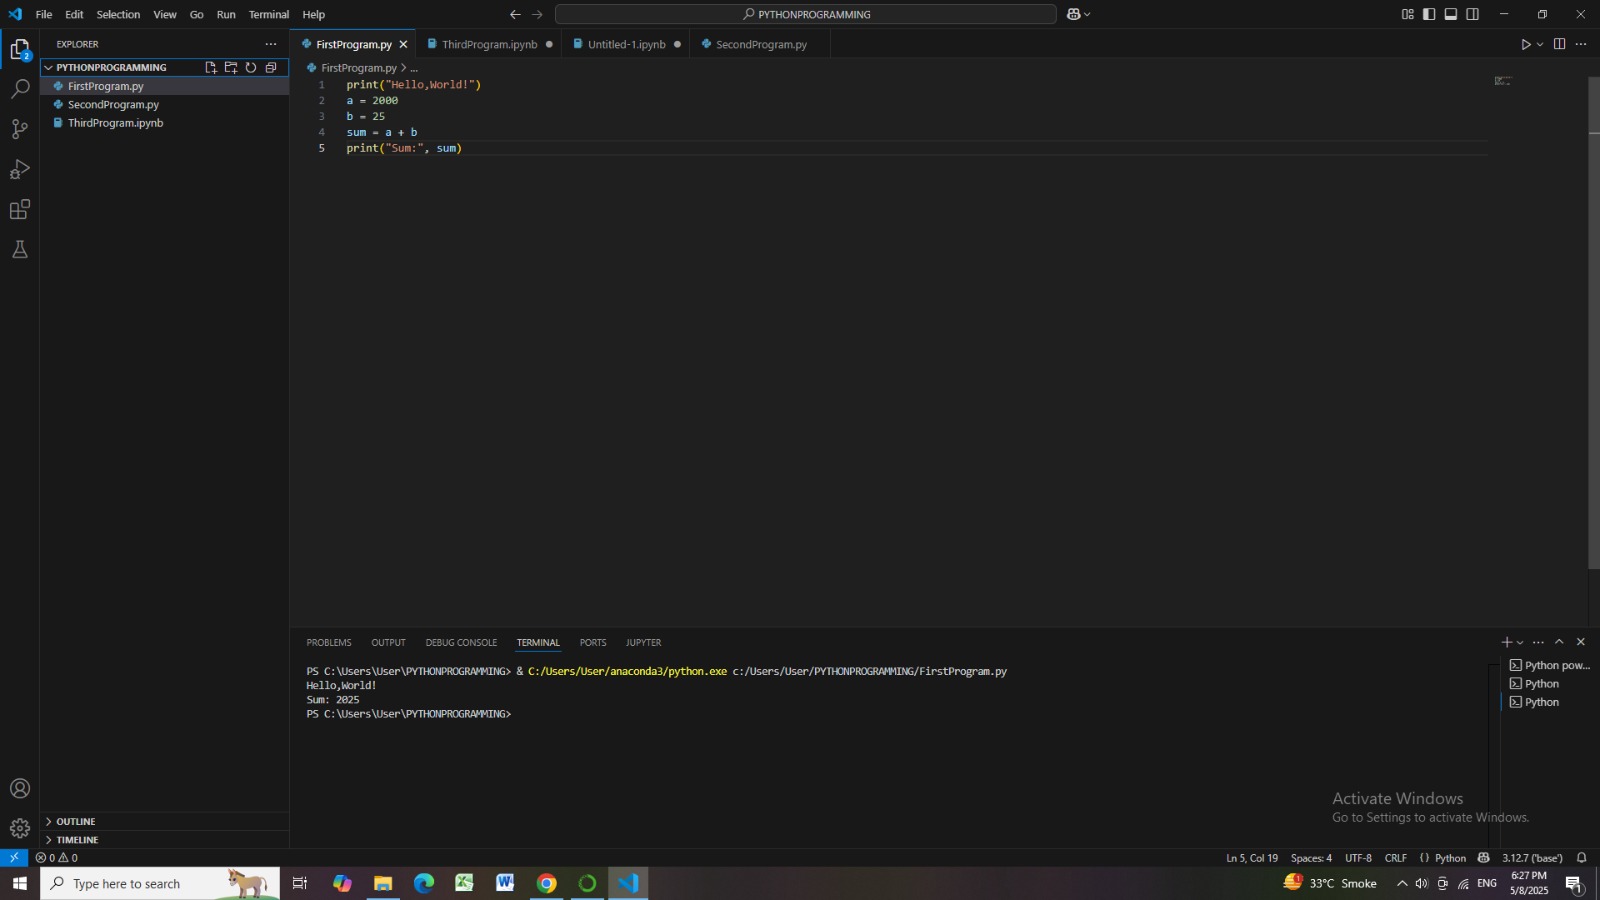 File Edit Selection View Go Run Terminal Help
PYTHONPROGRAMMING
EXPLORER
FirstProgram.py
ThirdProgram.ipynb
Untitled-1.ipynb
SecondProgram.py
PYTHONPROGRAMMING
FirstProgram.py
SecondProgram.py
ThirdProgram.ipynb
2
FirstProgram.py > ...
1 print("Hello,World!")
2 a = 2000
3 b = 25
4 sum = a + b
5 print("Sum:", sum)
PROBLEMS OUTPUT DEBUG CONSOLE TERMINAL PORTS JUPYTER
PS C:\Users\User\PYTHONPROGRAMMING> & C:/Users/User/anaconda3/python.exe c:/Users/User/PYTHONPROGRAMMING/FirstProgram.py
Hello,World!
Sum: 2025
PS C:\Users\User\PYTHONPROGRAMMING>
Python pow...
Python
Python
Activate Windows
Go to Settings to activate Windows.
OUTLINE
TIMELINE
0 0
Ln 5, Col 19 Spaces: 4 UTF-8 CRLF {} Python 3.12.7 ('base')
Type here to search
1
33°C Smoke
ENG
6:27 PM
5/8/2025
1